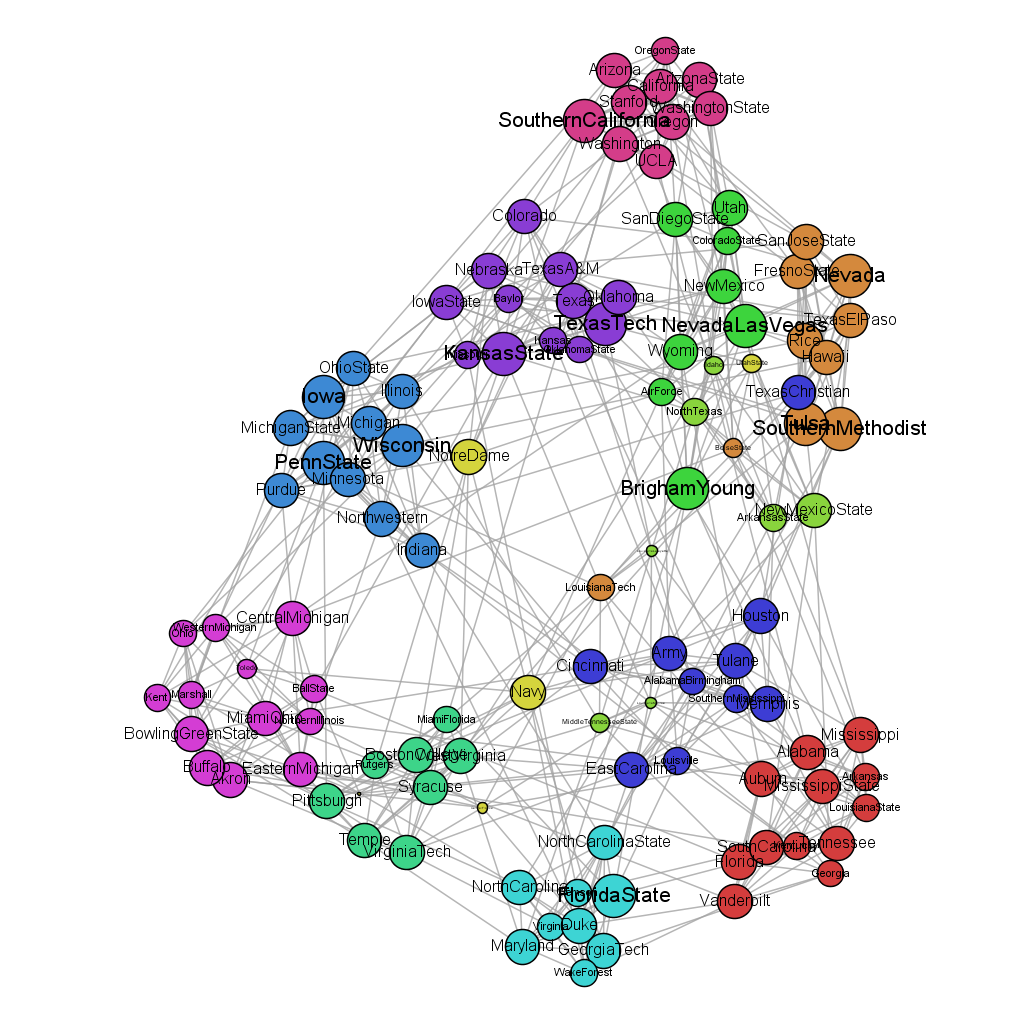 OregonState
Arizona
ArizonaState
California
Stanford
WashingtonState
SouthernCalifornia
Oregon
Washington
UCLA
Utah
Colorado
SanDiegoState
ColoradoState
SanJoseState
Nebraska
TexasA&M
FresnoState
Nevada
NewMexico
IowaState
Baylor
Texas
Oklahoma
TexasTech
NevadaLasVegas
TexasElPaso
Rice
Kansas
OklahomaState
KansasState
Wyoming
Hawaii
Idaho
UtahState
OhioState
Illinois
Iowa
AirForce
TexasChristian
NorthTexas
Michigan
MichiganState
Tulsa
SouthernMethodist
Wisconsin
BoiseState
NotreDame
PennState
Minnesota
Purdue
BrighamYoung
NewMexicoState
ArkansasState
Northwestern
Indiana
LouisianaTech
CentralMichigan
Houston
WesternMichigan
Ohio
Army
Tulane
Cincinnati
Toledo
AlabamaBirmingham
BallState
Kent
Marshall
Navy
SouthernMississippi
Memphis
MiamiOhio
NorthernIllinois
MiamiFlorida
MiddleTennesseeState
BowlingGreenState
Mississippi
Alabama
BostonCollege
WestVirginia
Rutgers
Louisville
Buffalo
EasternMichigan
EastCarolina
Akron
Arkansas
Auburn
MississippiState
Syracuse
Pittsburgh
LouisianaState
Temple
VirginiaTech
NorthCarolinaState
SouthCarolina
Tennessee
Florida
Georgia
NorthCarolina
FloridaState
Vanderbilt
Virginia
Duke
Maryland
GeorgiaTech
WakeForest